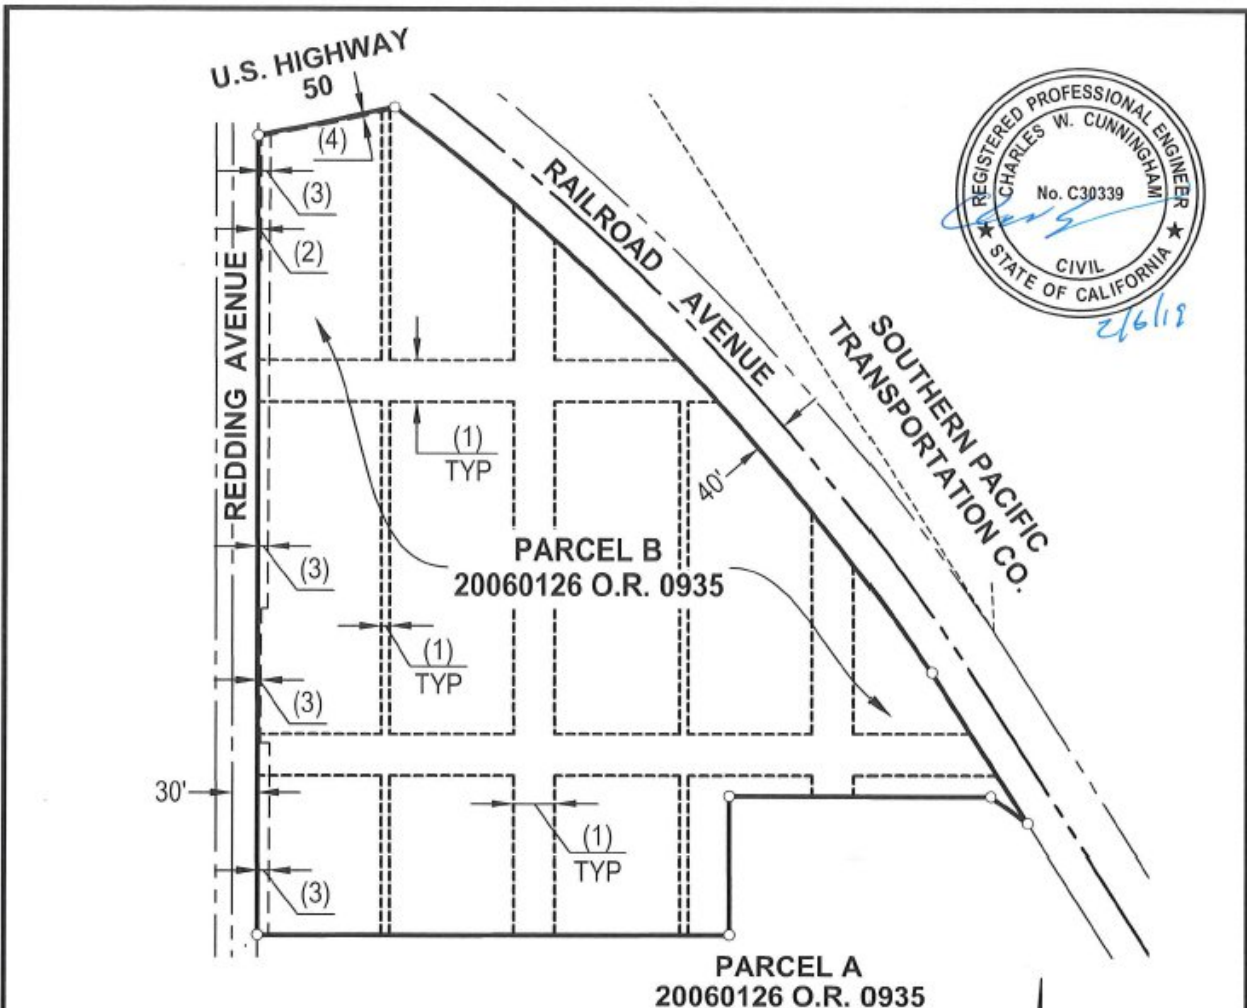 U.S. HIGHWAY
50
REGISTERED PROFESSIONAL ENGINEER
CHARLES W. CUNNINGHAM
No. C30339
CIVIL
★ STATE OF CALIFORNIA ★
2/6/19
(4)
(3)
(2)
REDDING AVENUE
RAILROAD AVENUE
SOUTHERN PACIFIC
TRANSPORTATION CO.
(1)
TYP
40'
PARCEL B
20060126 O.R. 0935
(3)
(1)
TYP
(3)
30'
(1)
TYP
(3)
PARCEL A
20060126 O.R. 0935